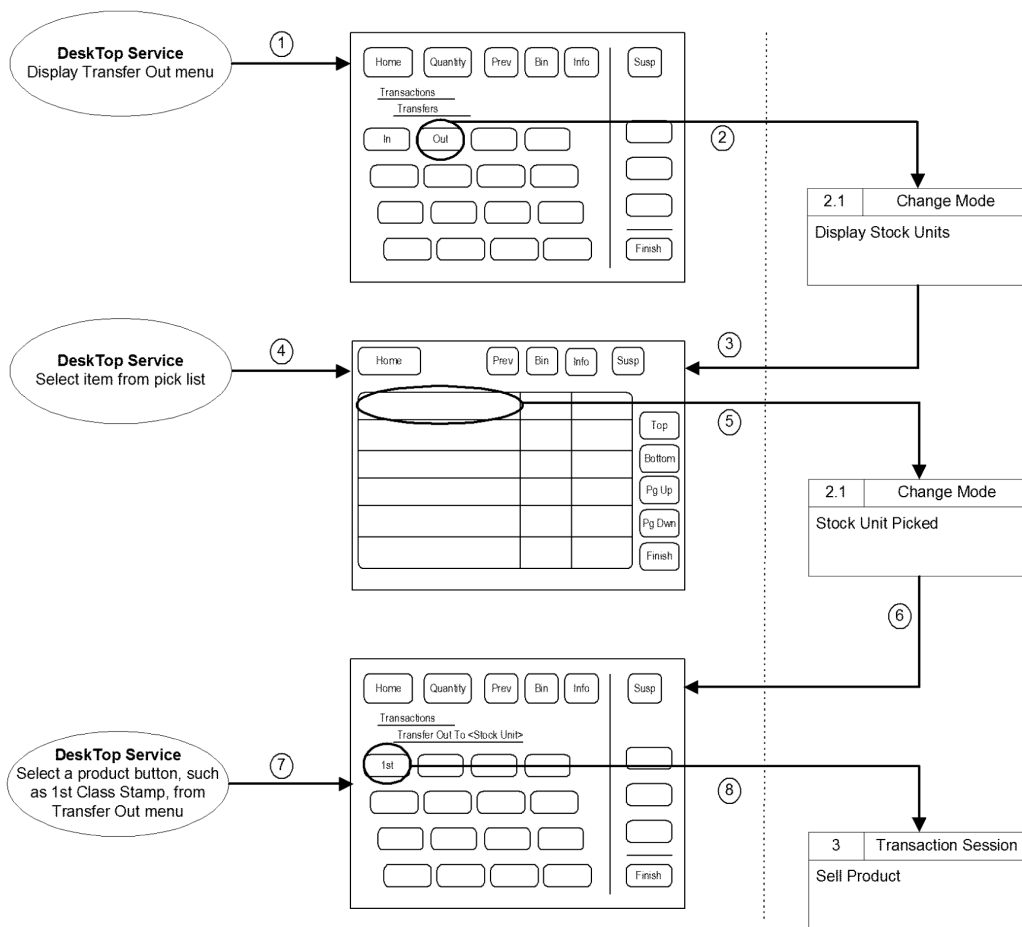 DeskTop Service
Display Transfer Out menu
1
Home Quantity Prev Bin Info Susp
Transactions
Transfers
In Out
2
2.1 Change Mode
Display Stock Units
Finish
DeskTop Service
Select item from pick list
4
Home Prev Bin Info Susp
3
5
Top
Bottom
Pg Up
Pg Dwn
Finish
2.1 Change Mode
Stock Unit Picked
6
DeskTop Service
Select a product button, such
as 1st Class Stamp, from
Transfer Out menu
7
Home Quantity Prev Bin Info Susp
Transactions
Transfer Out To <Stock Unit>
1st
8
Finish
3 Transaction Session
Sell Product